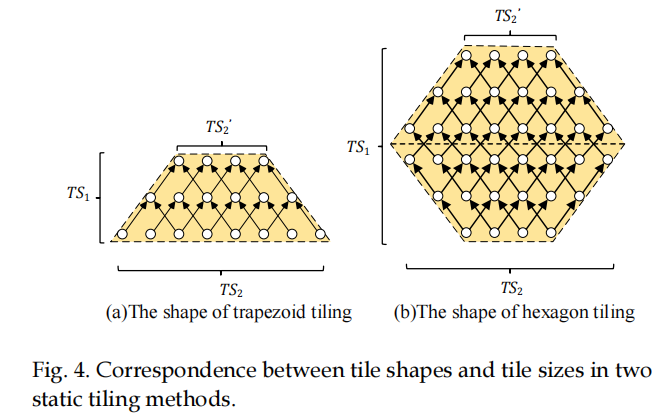 TS₂'
TS₁
TS₂
(a)The shape of trapezoid tiling
TS₂'
TS₁
TS₂
(b)The shape of hexagon tiling
Fig. 4. Correspondence between tile shapes and tile sizes in two
static tiling methods.